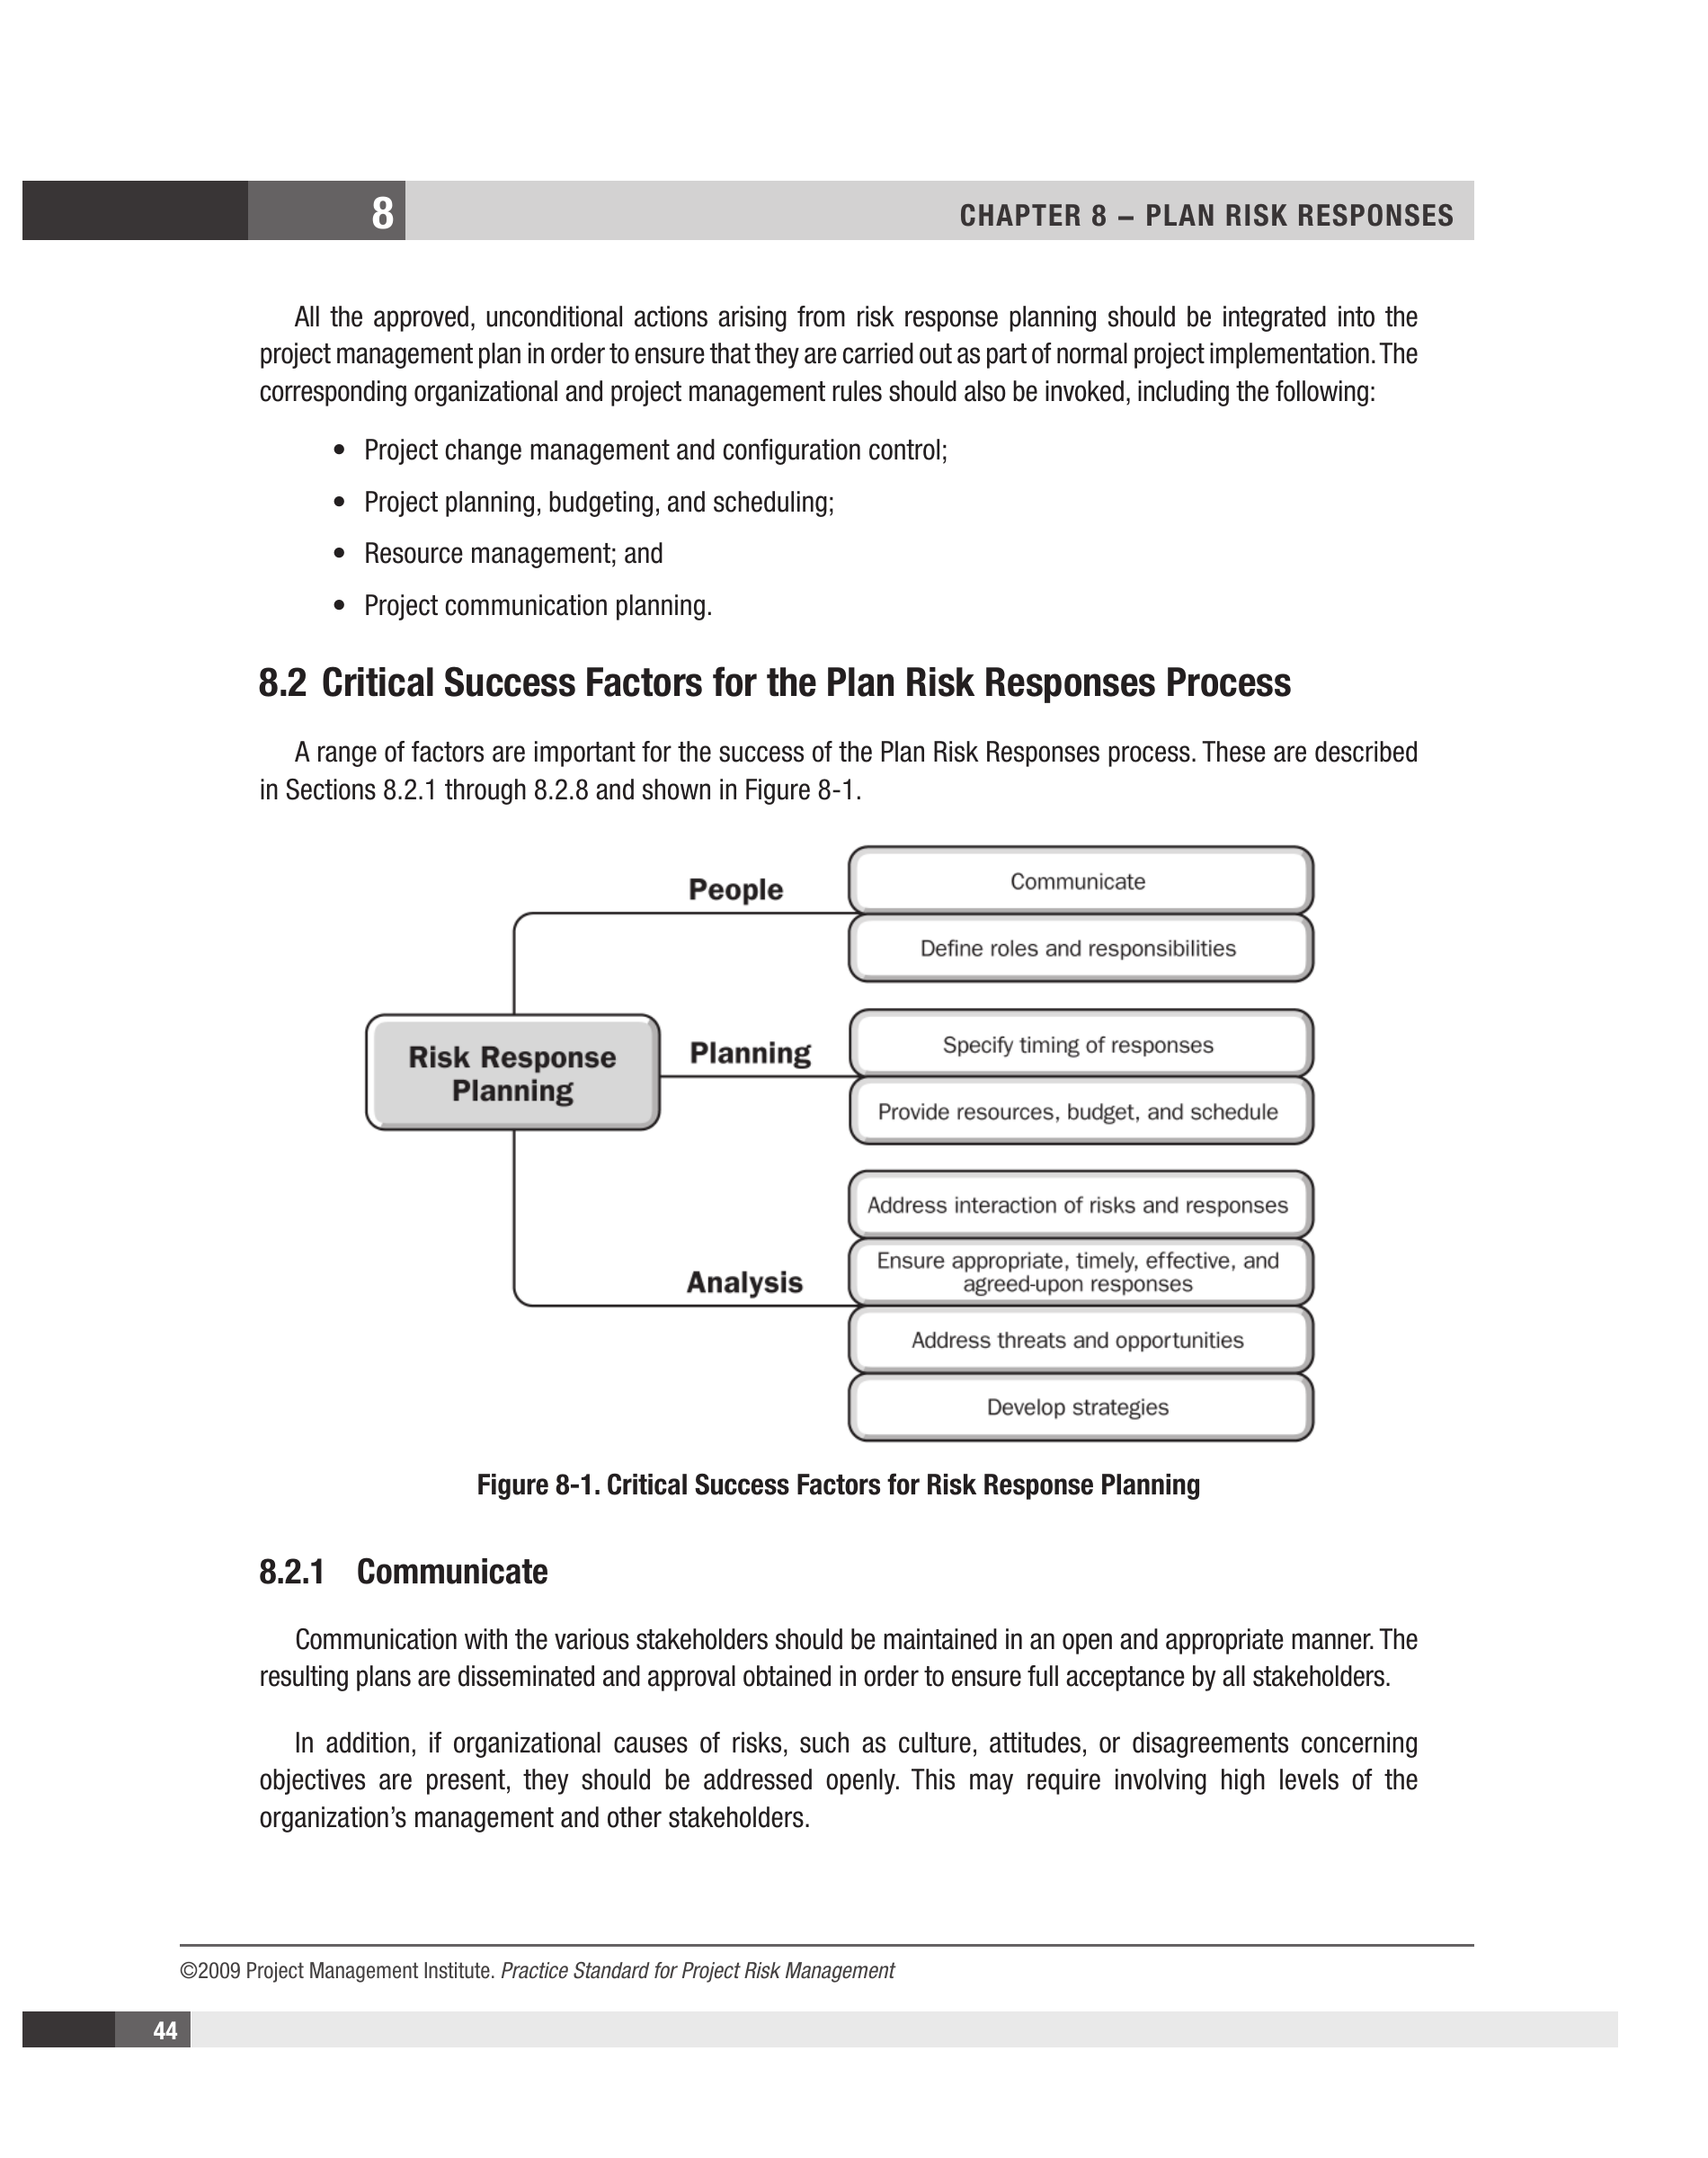 8
CHAPTER 8 – PLAN RISK RESPONSES
All the approved, unconditional actions arising from risk response planning should be integrated into the
project management plan in order to ensure that they are carried out as part of normal project implementation. The
corresponding organizational and project management rules should also be invoked, including the following:
• Project change management and configuration control;
• Project planning, budgeting, and scheduling;
• Resource management; and
• Project communication planning.
8.2 Critical Success Factors for the Plan Risk Responses Process
A range of factors are important for the success of the Plan Risk Responses process. These are described
in Sections 8.2.1 through 8.2.8 and shown in Figure 8-1.
Risk Response
Planning
People
Communicate
Define roles and responsibilities
Planning
Specify timing of responses
Provide resources, budget, and schedule
Analysis
Address interaction of risks and responses
Ensure appropriate, timely, effective, and
agreed-upon responses
Address threats and opportunities
Develop strategies
Figure 8-1. Critical Success Factors for Risk Response Planning
8.2.1 Communicate
Communication with the various stakeholders should be maintained in an open and appropriate manner. The
resulting plans are disseminated and approval obtained in order to ensure full acceptance by all stakeholders.
In addition, if organizational causes of risks, such as culture, attitudes, or disagreements concerning
objectives are present, they should be addressed openly. This may require involving high levels of the
organization’s management and other stakeholders.
©2009 Project Management Institute. Practice Standard for Project Risk Management
44